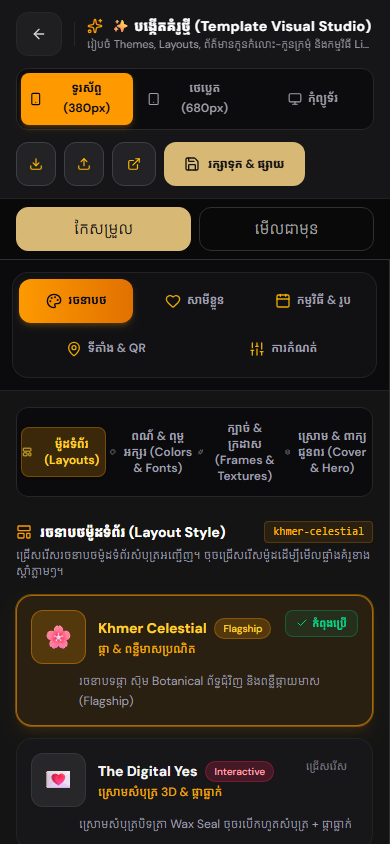 ✨ បង្កើតគំរូថ្មី (Template Visual Studio)
រៀបចំ Themes, Layouts, ព័ត៌មានកូនកំលោះ-កូនក្រមុំ និងកម្មវិធី Li...
ទូរស័ព្ទ
(380px)
ថេប្លេត
(680px)
កុំព្យូទ័រ
រក្សាទុក & ផ្សាយ
កែសម្រួល
មើលជាមុន
រចនាបថ
សាមីខ្លួន
កម្មវិធី & រូប
ទីតាំង & QR
ការកំណត់
ម៉ូដទំព័រ
(Layouts)
ពណ៌ & ពុម្ព
អក្សរ (Colors
& Fonts)
ក្បាច់ &
ក្រដាស
(Frames &
Textures)
ស្រោម & ពាក្យ
ជូនពរ (Cover
& Hero)
រចនាបថម៉ូដទំព័រ (Layout Style)
khmer-celestial
ជ្រើសរើសរចនាបថម៉ូដទំព័រសំបុត្រអញ្ជើញ។ ចុចជ្រើសរើសម៉ូដដើម្បីមើលផ្ទាំងគំរូខាង
ស្តាំភ្លាមៗ។
Khmer Celestial
Flagship
កំពុងប្រើ
ផ្កា & ពន្លឺមាសប្រណិត
រចនាបទផ្កា ស៊ុម Botanical ព័ទ្ធជុំវិញ និងពន្លឺផ្កាយមាស
(Flagship)
The Digital Yes
Interactive
ជ្រើសរើស
ស្រោមសំបុត្រ 3D & ផ្កាធ្លាក់
ស្រោមសំបុត្របិទត្រា Wax Seal ចុចរបើកហូតសំបុត្រ + ផ្កាធ្លាក់